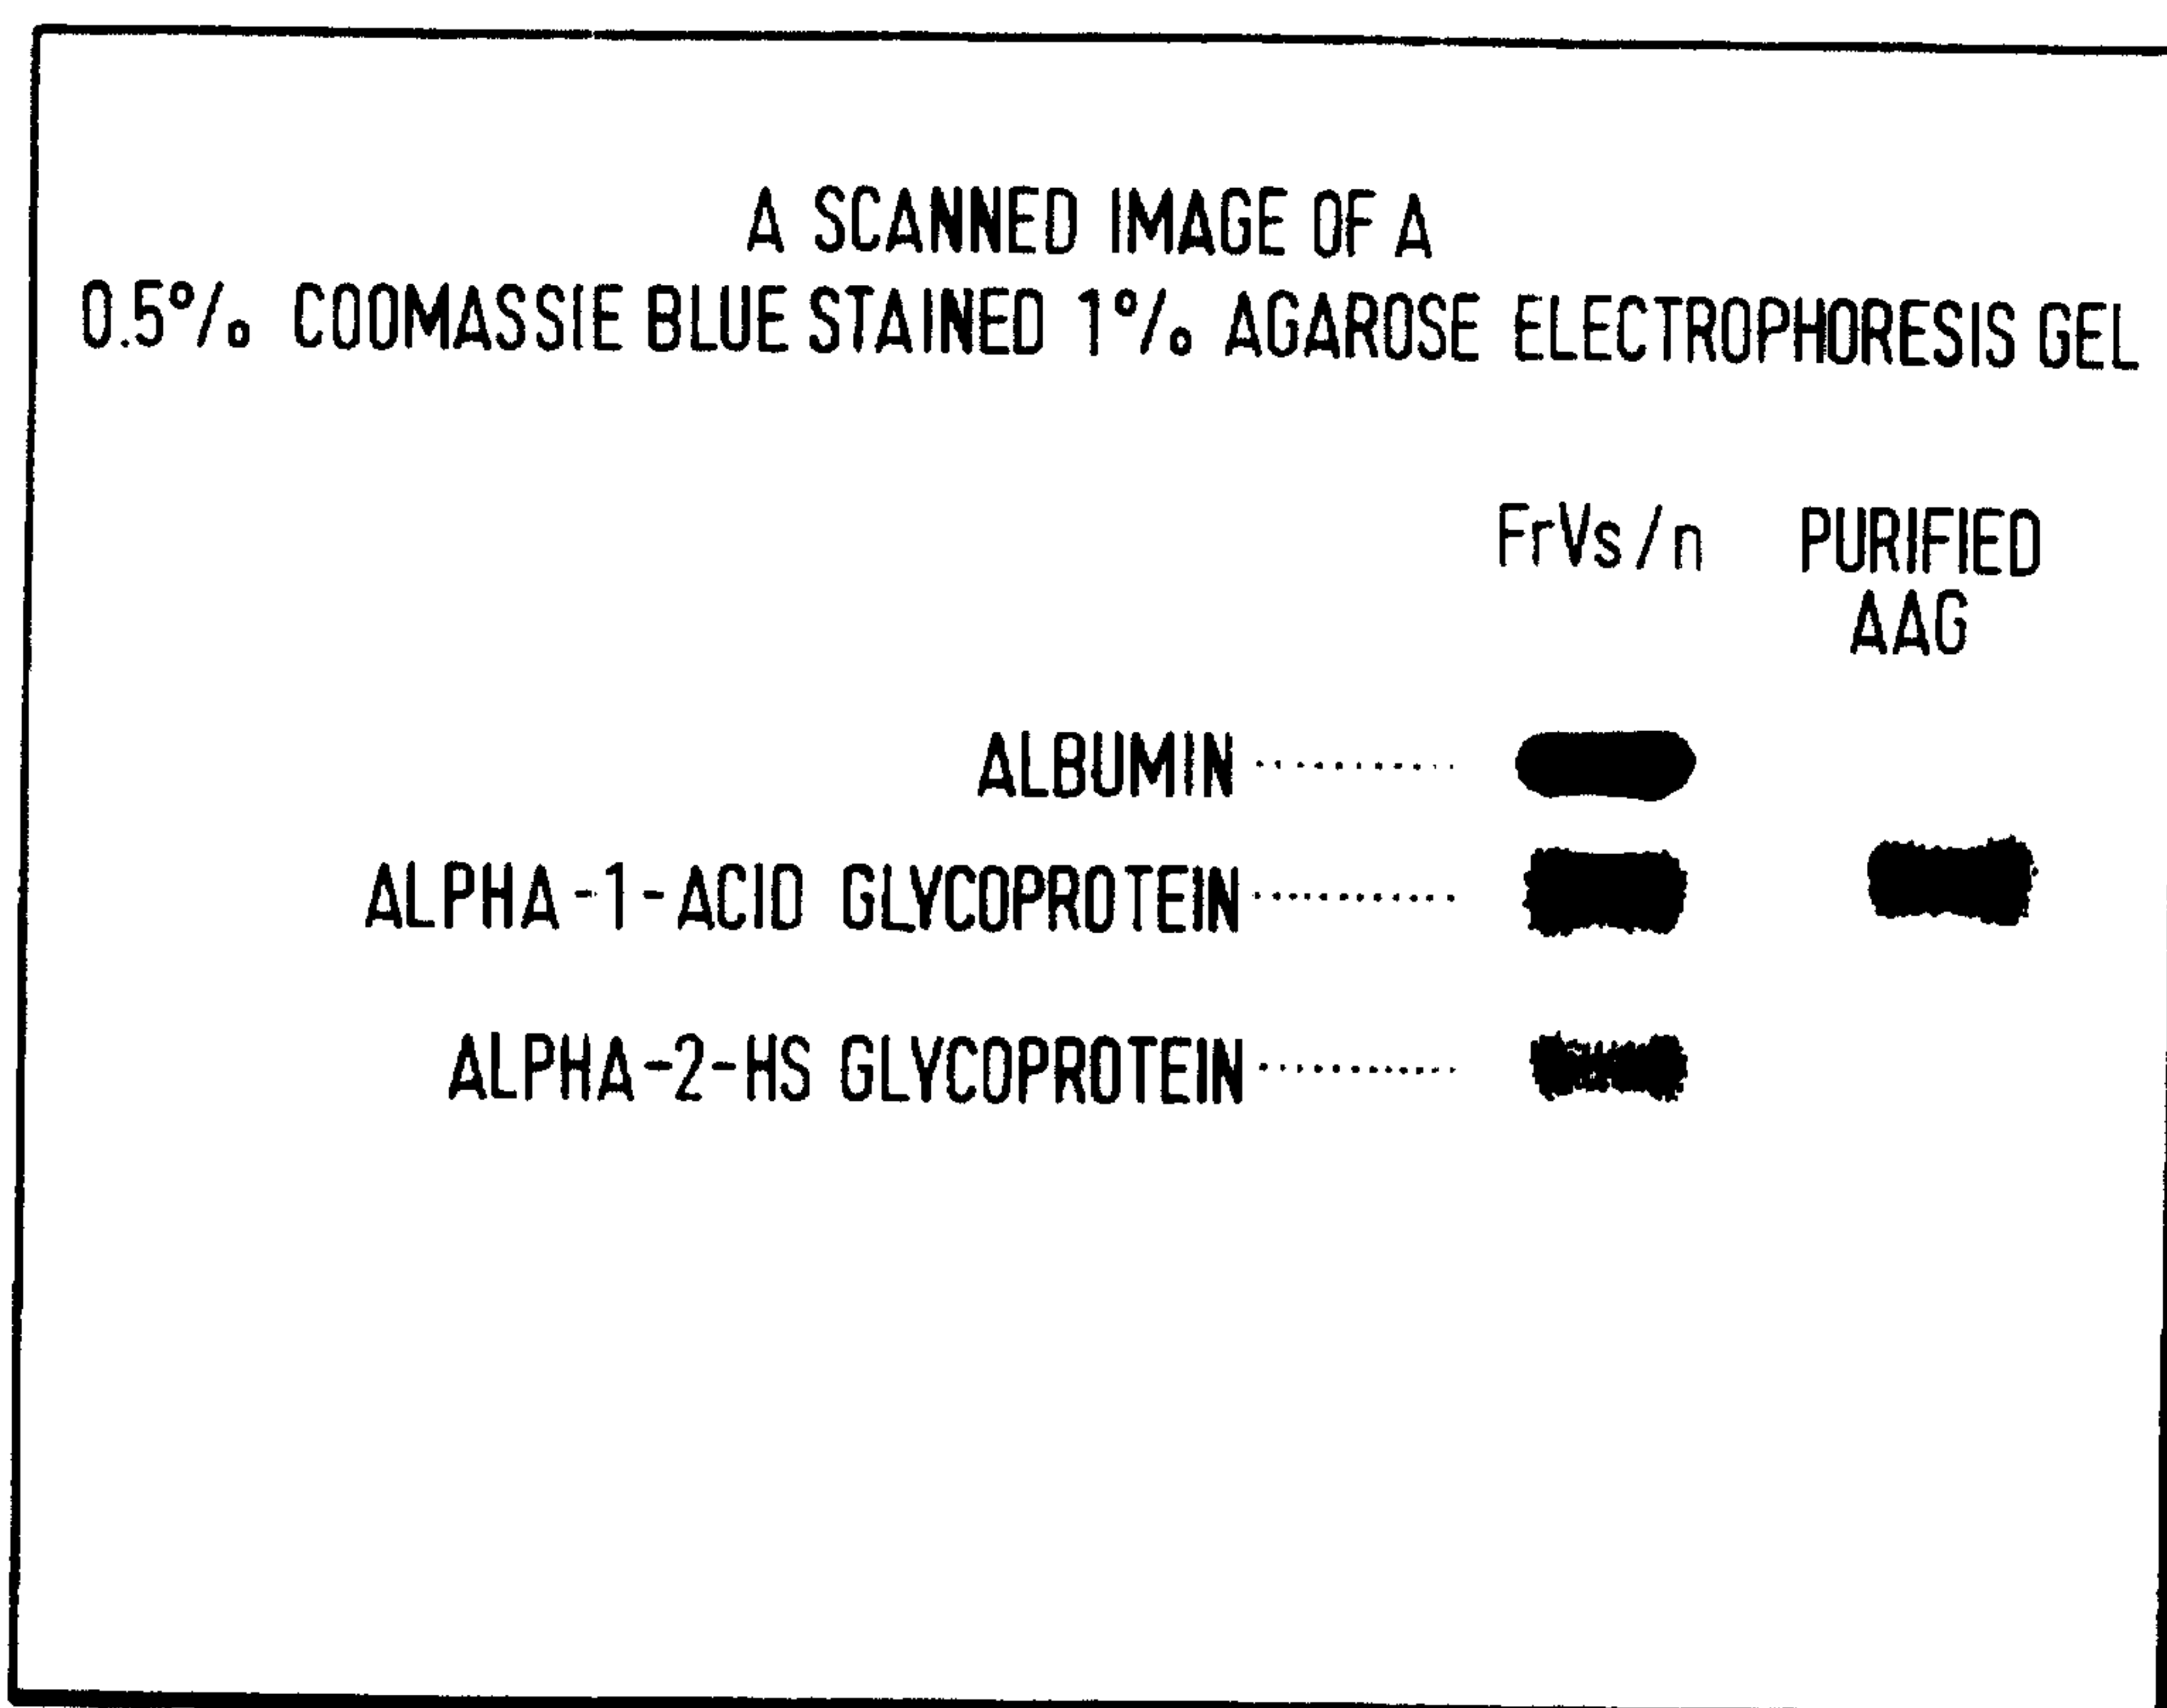 A SCANNED IMAGE OF A
0.5% COOMASSIE BLUE STAINED 1% AGAROSE ELECTROPHORESIS GEL
FrVs/n PURIFIED
AAG
ALBUMIN
ALPHA-1-ACID GLYCOPROTEIN
ALPHA-2-HS GLYCOPROTEIN